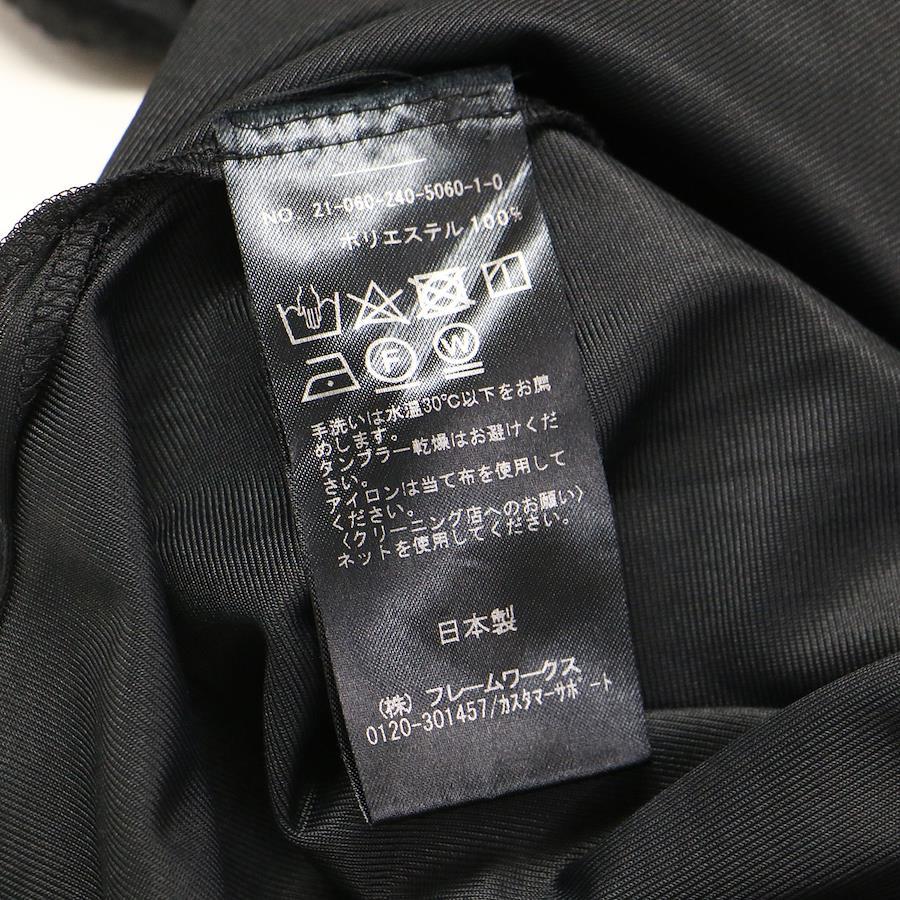 NO. 21-060-240-5060-1-0
ポリエステル 100%
F W
手洗いは水温30℃以下をお薦
めします。
タンブラー乾燥はお避けくだ
さい。
アイロンは当て布を使用して
ください。
〈クリーニング店へのお願い〉
ネットを使用してください。
日本製
(株) フレームワークス
0120-301457/カスタマーサポート